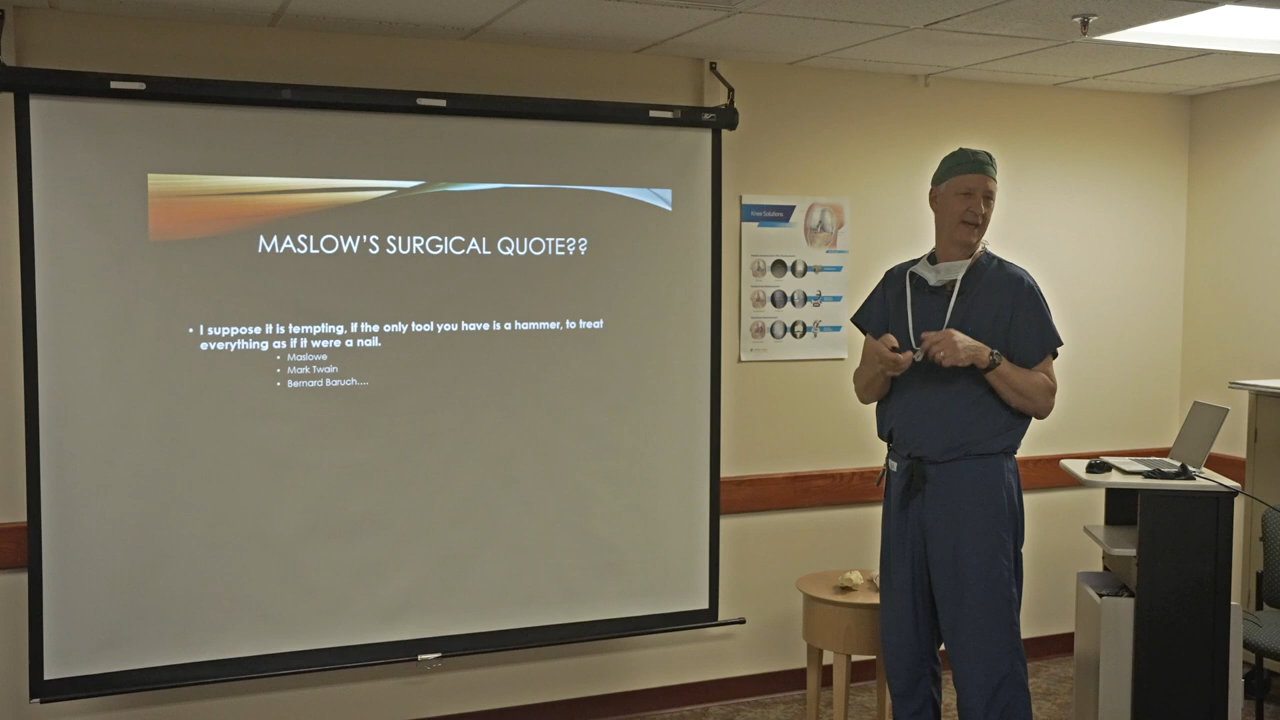 MASLOW'S SURGICAL QUOTE??
• I suppose it is tempting, if the only tool you have is a hammer, to treat
everything as if it were a nail.
• Maslowe
• Mark Twain
• Bernard Baruch....
Knee Solutions